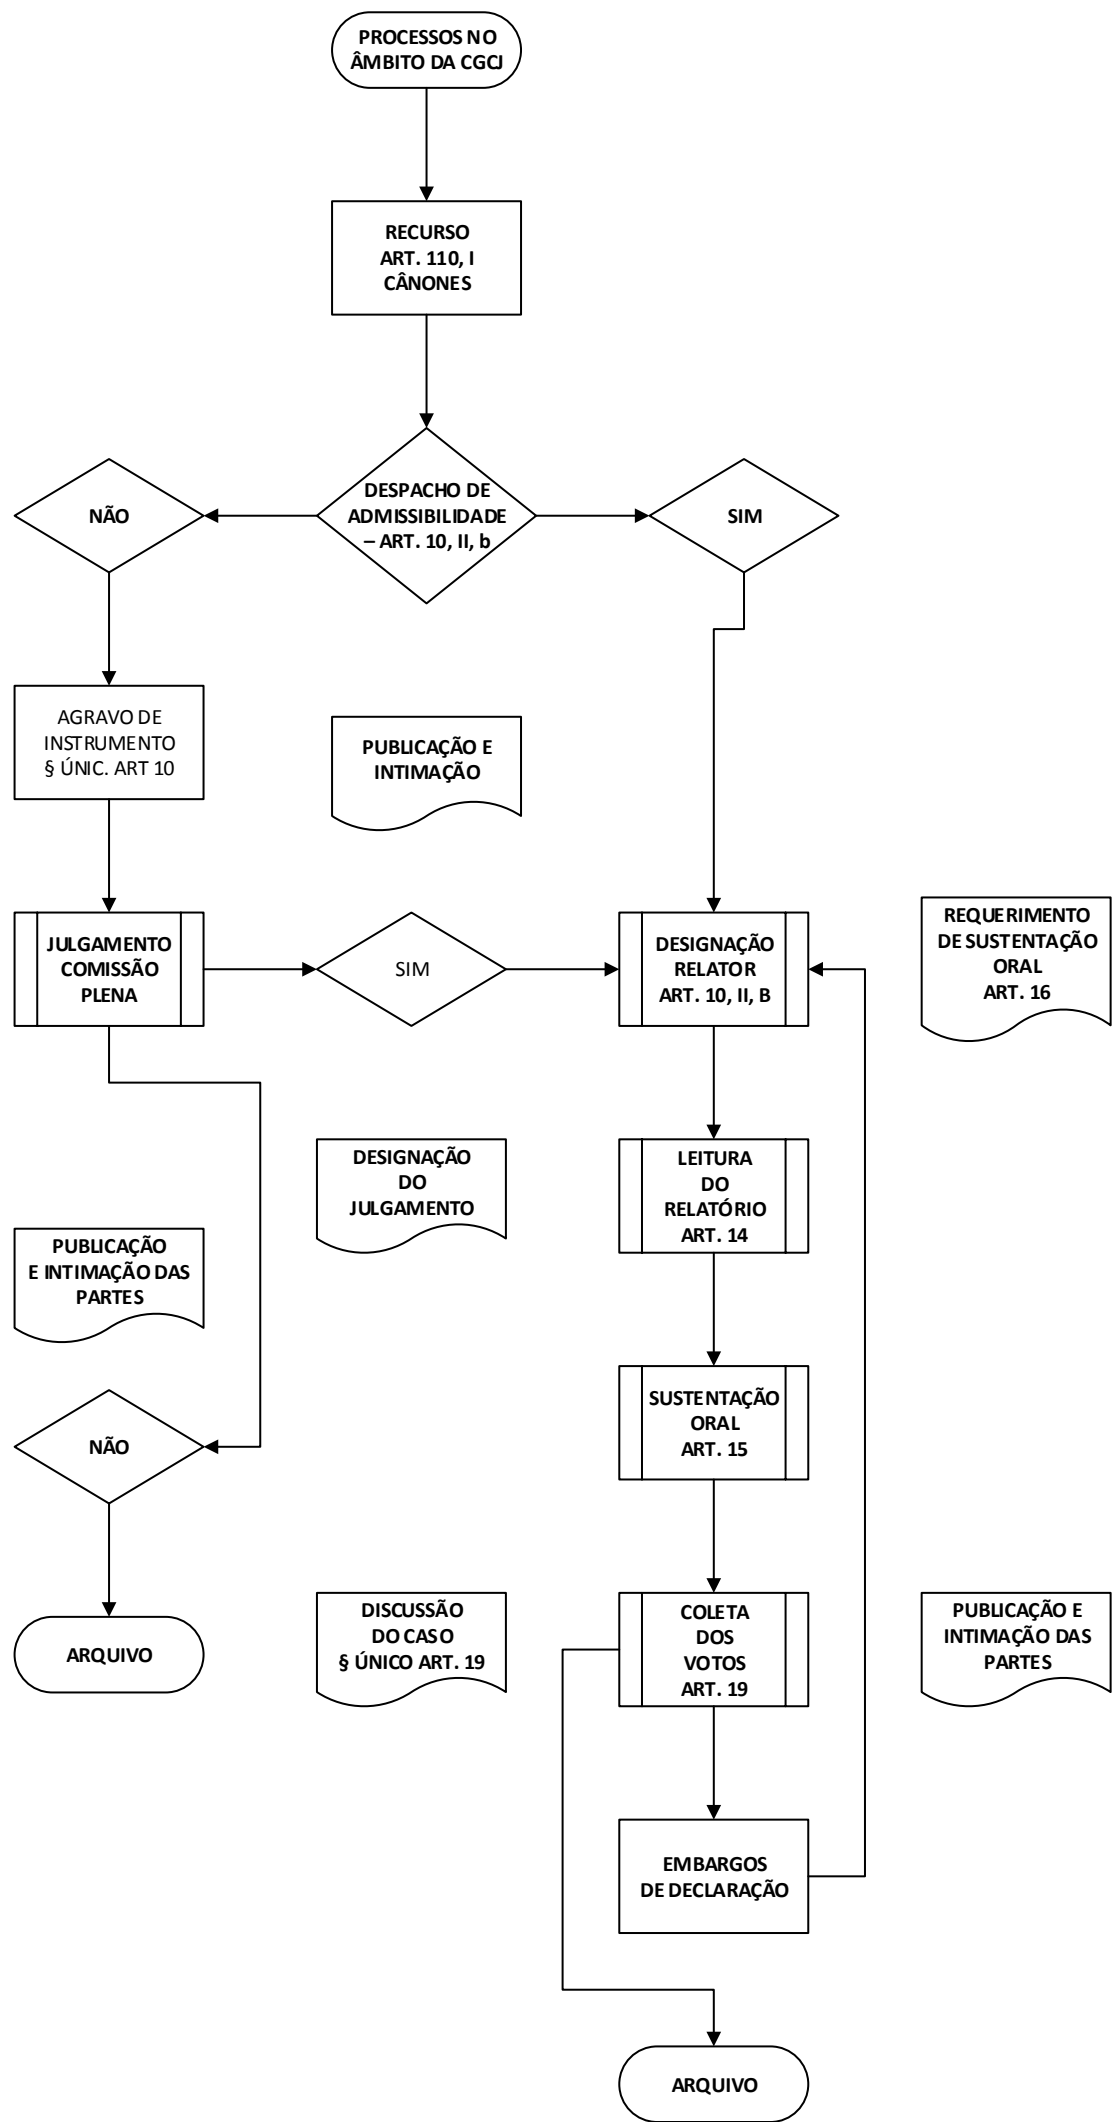 PROCESSOS NO
ÂMBITO DA CGCJ
RECURSO
ART. 110, I
CÂNONES
DESPACHO DE
ADMISSIBILIDADE
– ART. 10, II, b
NÃO
SIM
AGRAVO DE
INSTRUMENTO
§ ÚNIC. ART 10
PUBLICAÇÃO E
INTIMAÇÃO
JULGAMENTO
COMISSÃO
PLENA
SIM
DESIGNAÇÃO
RELATOR
ART. 10, II, B
REQUERIMENTO
DE SUSTENTAÇÃO
ORAL
ART. 16
DESIGNAÇÃO
DO
JULGAMENTO
LEITURA
DO
RELATÓRIO
ART. 14
PUBLICAÇÃO
E INTIMAÇÃO DAS
PARTES
SUSTENTAÇÃO
ORAL
ART. 15
NÃO
ARQUIVO
DISCUSSÃO
DO CASO
§ ÚNICO ART. 19
COLETA
DOS
VOTOS
ART. 19
PUBLICAÇÃO E
INTIMAÇÃO DAS
PARTES
EMBARGOS
DE DECLARAÇÃO
ARQUIVO